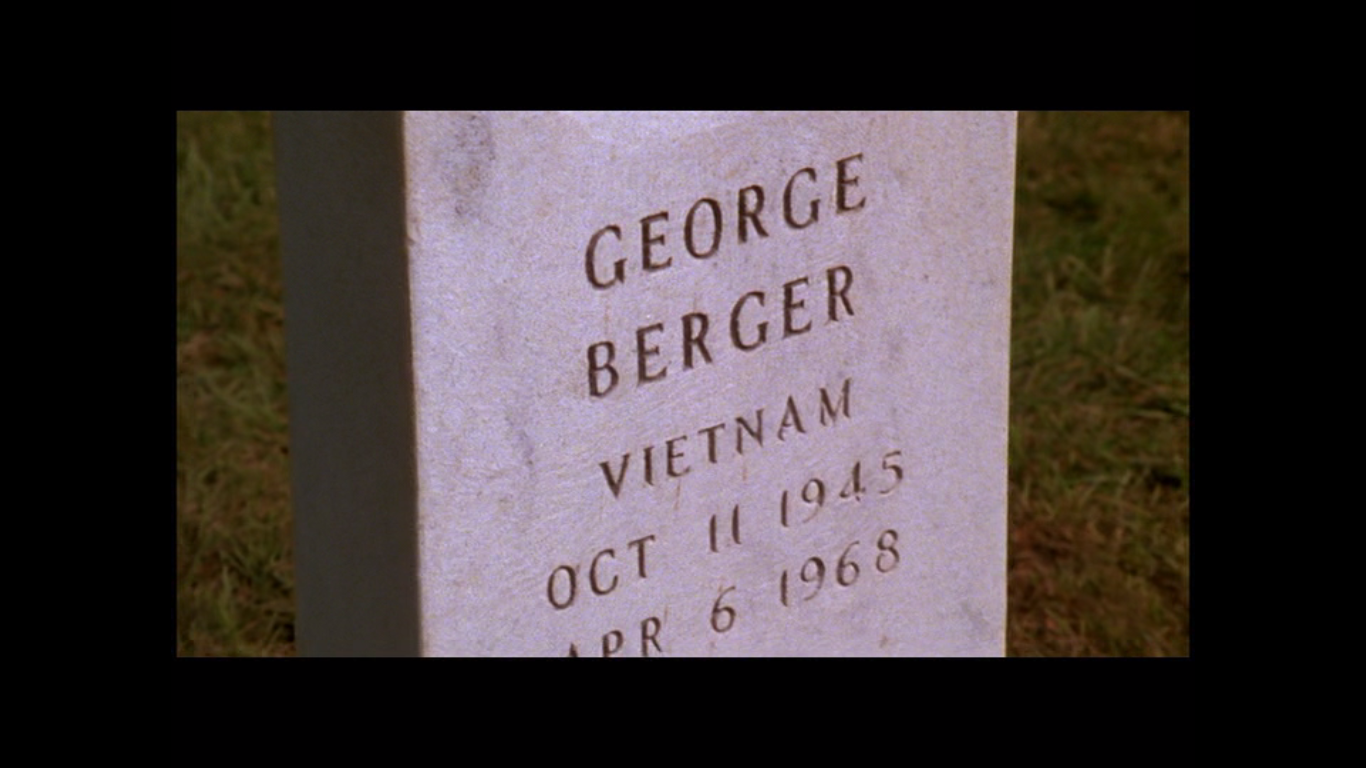 GEORGE
BERGER
VIETNAM
OCT 11 1945
APR 6 1968